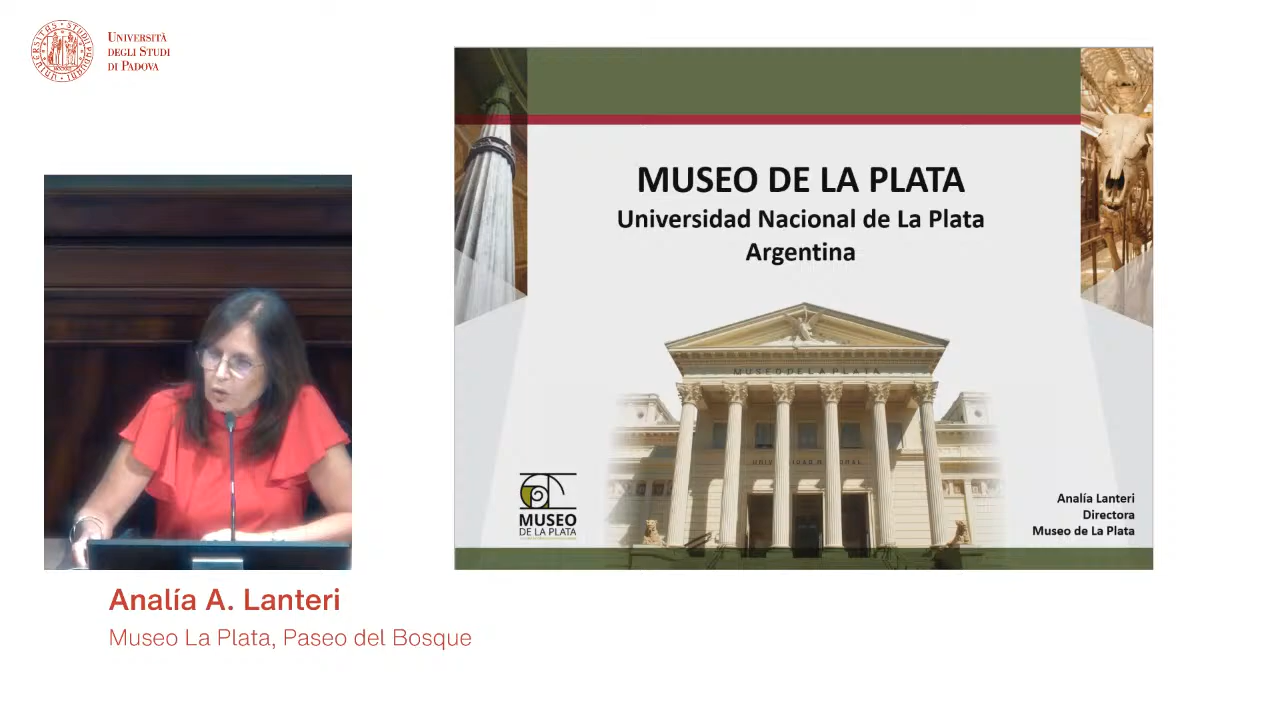 UNIVERSITÀ
DEGLI STUDI
DI PADOVA
MUSEO DE LA PLATA
Universidad Nacional de La Plata
Argentina
MUSEO DE LA PLATA
MUSEO
DE LA PLATA
Analía Lanteri
Directora
Museo de La Plata
Analía A. Lanteri
Museo La Plata, Paseo del Bosque